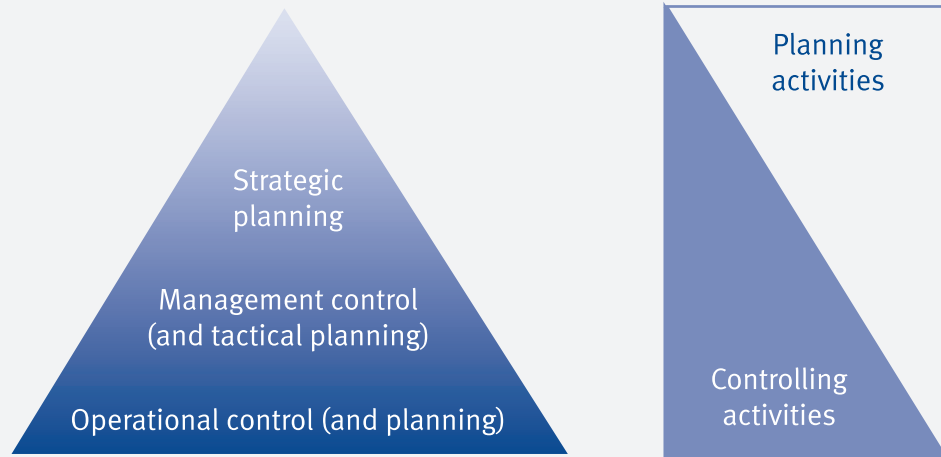 Strategic
planning
Management control
(and tactical planning)
Operational control (and planning)
Planning
activities
Controlling
activities